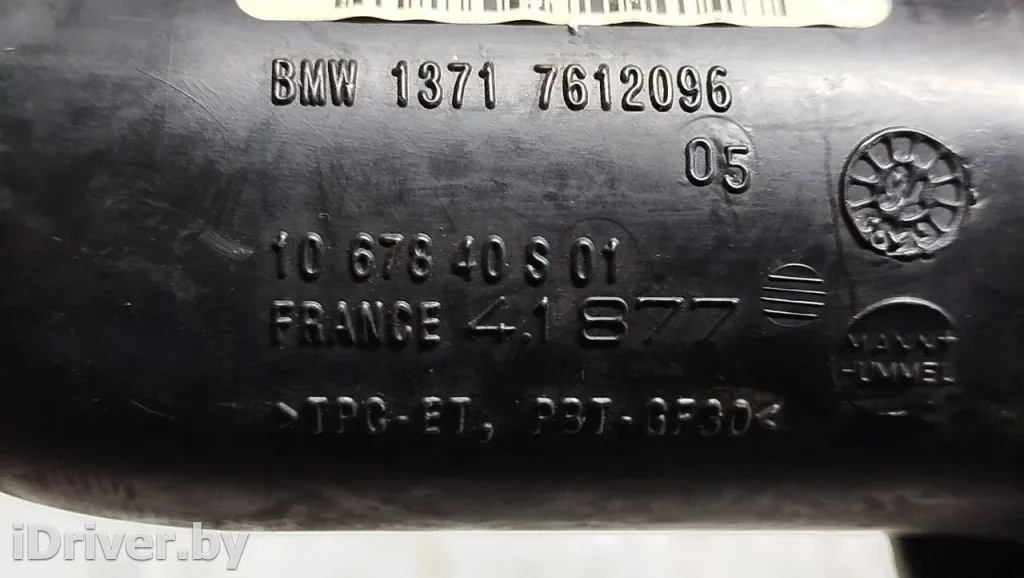 BMW 1371 7612096
05
10 678 40 S 01
FRANCE 4.1 877
MANN+
HUMMEL
>TPC-ET, PBT-GF30<
iDriver.by